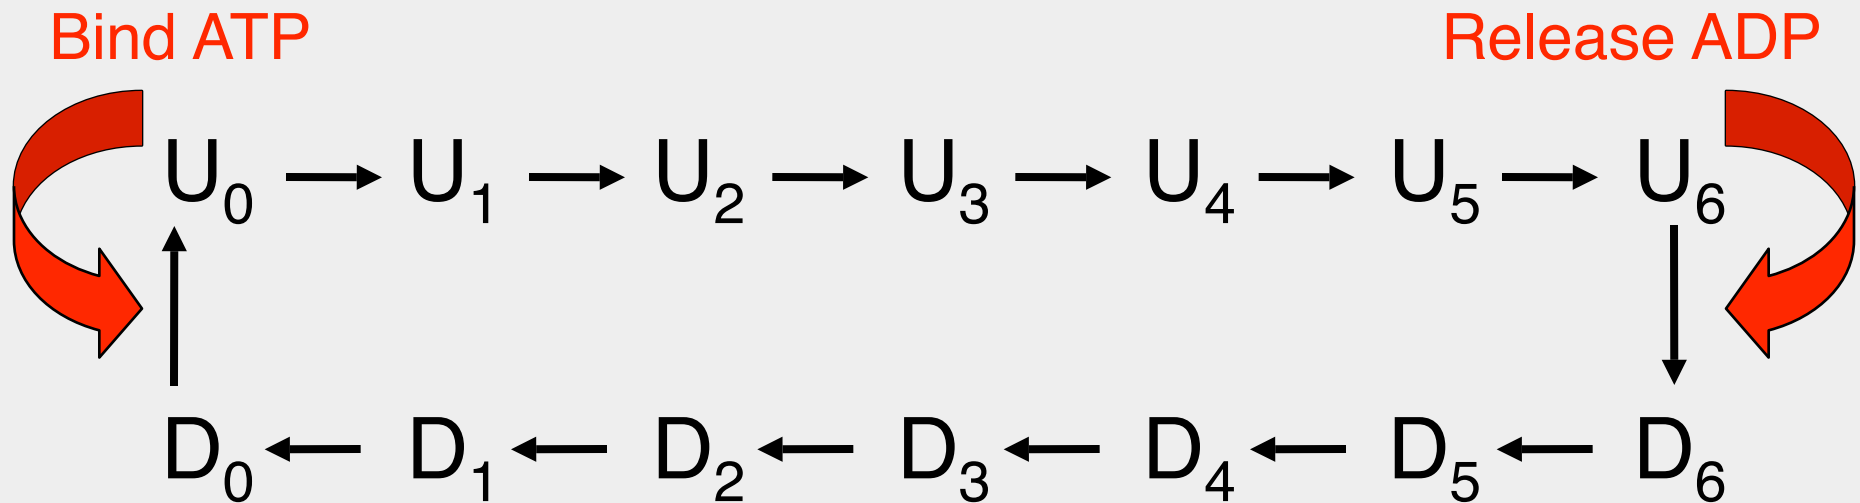 Bind ATP Release ADP
U0 U1 U2 U3 U4 U5 U6
D0 D1 D2 D3 D4 D5 D6